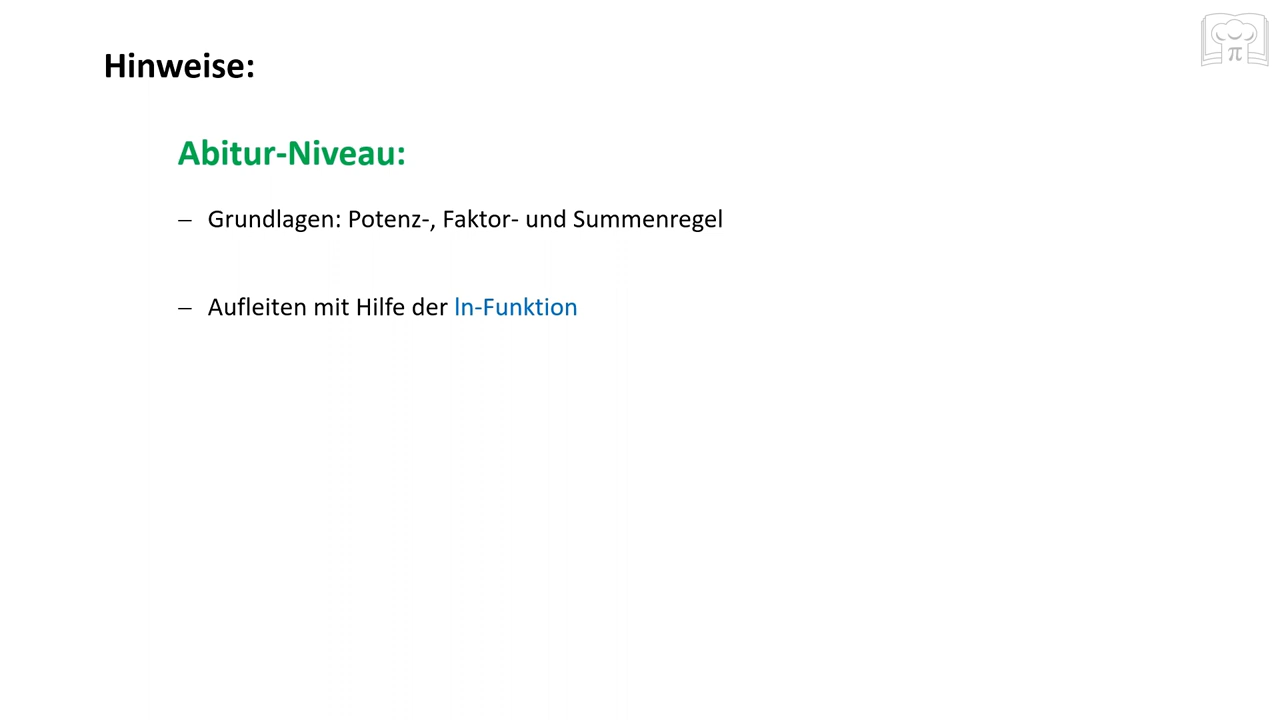 Hinweise:
Abitur-Niveau:
– Grundlagen: Potenz-, Faktor- und Summenregel
– Aufleiten mit Hilfe der ln-Funktion
π